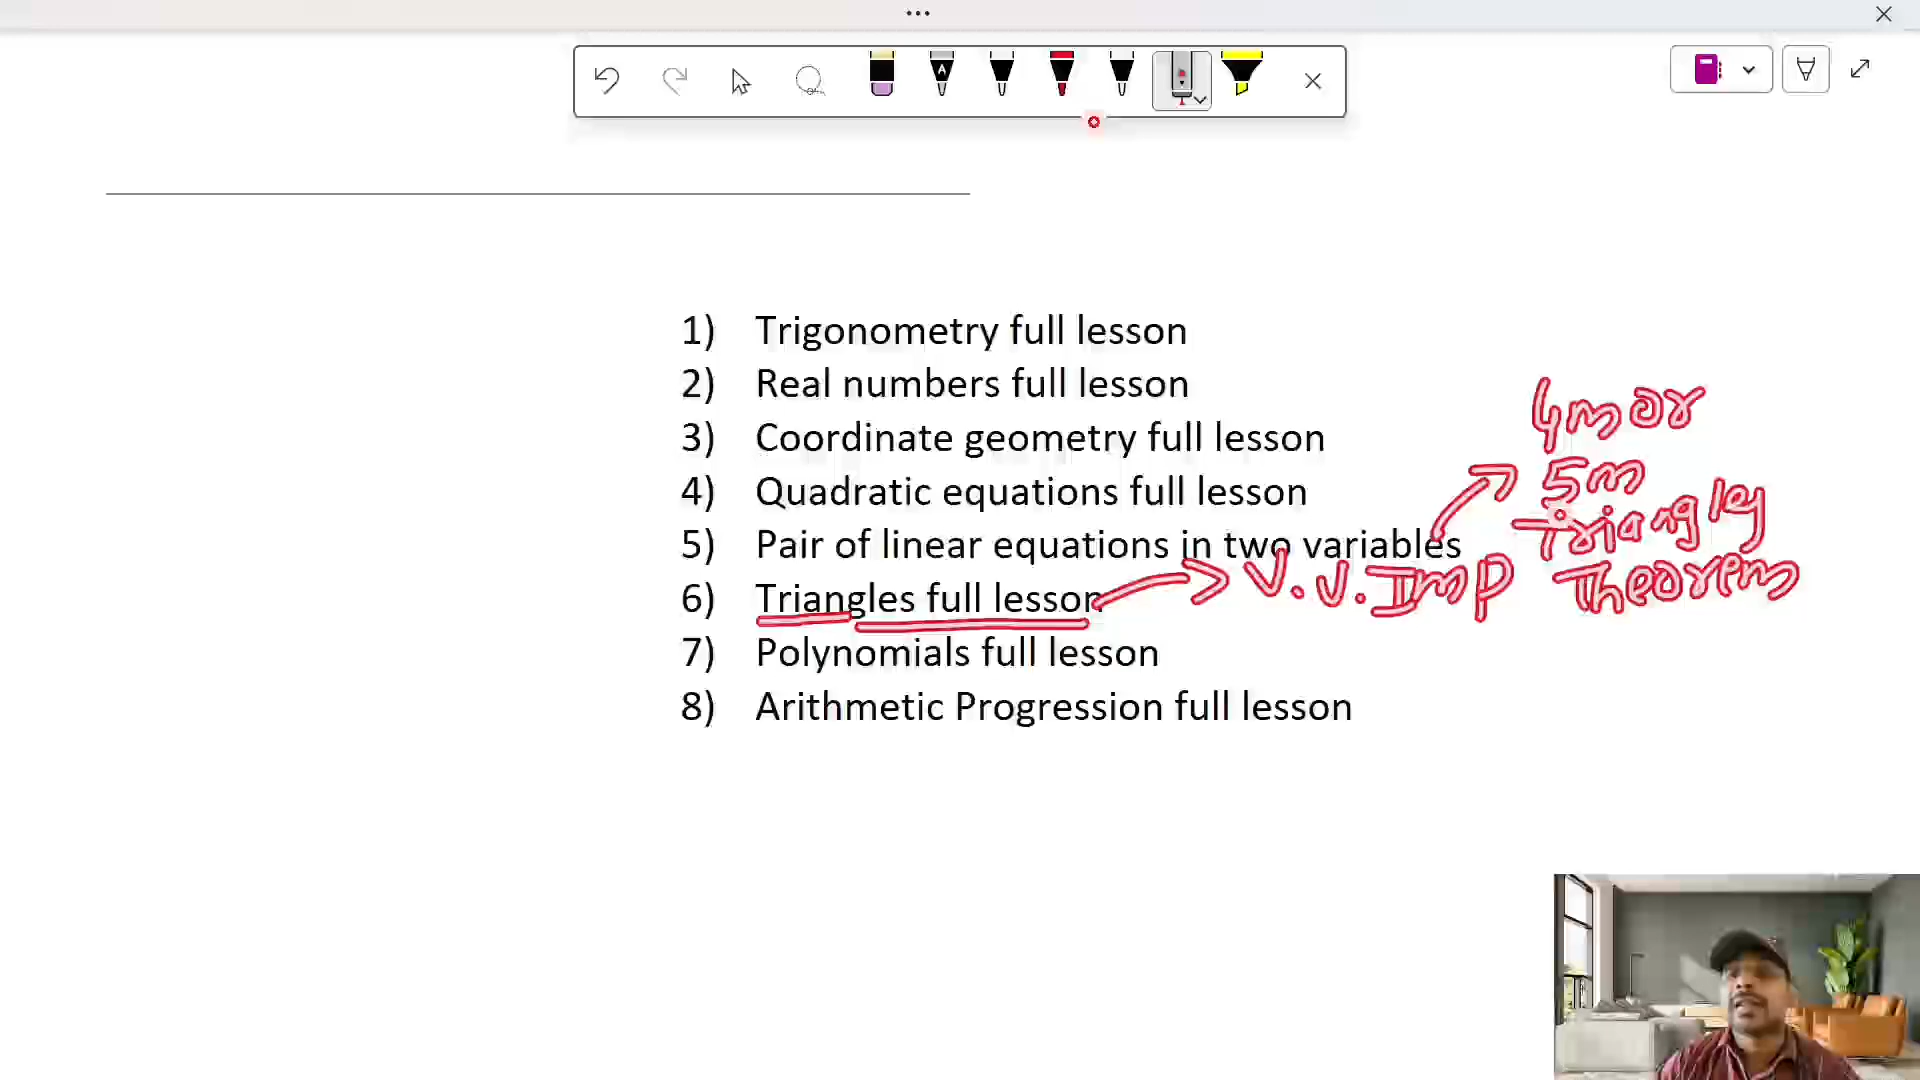 1) Trigonometry full lesson
2) Real numbers full lesson
3) Coordinate geometry full lesson
4) Quadratic equations full lesson
5) Pair of linear equations in two variables
6) Triangles full lesson
7) Polynomials full lesson
8) Arithmetic Progression full lesson
4m or
5m
Triangles
Theorem
V.V.Imp